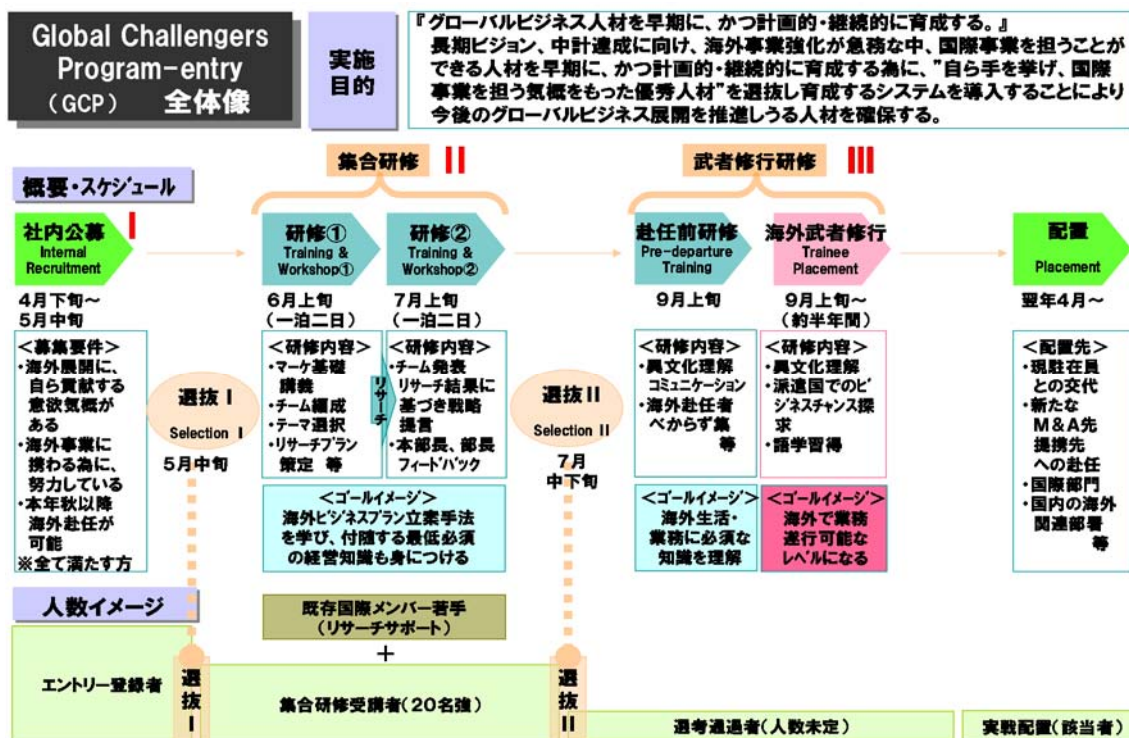 Global Challengers
Program-entry
(GCP) 全体像
実施
目的
『グローバルビジネス人材を早期に、かつ計画的・継続的に育成する。』
長期ビジョン、中計達成に向け、海外事業強化が急務な中、国際事業を担うことが
できる人材を早期に、かつ計画的・継続的に育成する為に、”自ら手を挙げ、国際
事業を担う気概をもった優秀人材”を選抜し育成するシステムを導入することにより
今後のグローバルビジネス展開を推進しうる人材を確保する。
概要・スケジュール
集合研修 II
武者修行研修 III
社内公募 I
Internal
Recruitment
研修①
Training &
Workshop①
研修②
Training &
Workshop②
赴任前研修
Pre-departure
Training
海外武者修行
Trainee
Placement
配置
Placement
4月下旬~
5月中旬
6月上旬
(一泊二日)
7月上旬
(一泊二日)
9月上旬
9月上旬~
(約半年間)
翌年4月~
<募集要件>
・海外展開に、
自ら貢献する
意欲気概が
ある
・海外事業に
携わる為に、
努力している
・本年秋以降
海外赴任が
可能
※全て満たす方
選抜I
Selection I
5月中旬
<研修内容>
・マーケ基礎
講義
・チーム編成
・テーマ選択
・リサーチプラン
策定 等
リサーチ
<研修内容>
・チーム発表
リサーチ結果に
基づき戦略
提言
・本部長、部長
フィードバック
<ゴールイメージ>
海外ビジネスプラン立案手法
を学び、付随する最低必須
の経営知識も身につける
選抜II
Selection II
7月
中下旬
<研修内容>
・異文化理解
コミュニケーション
・海外赴任者
べからず集
等
<研修内容>
・異文化理解
・派遣国でのビ
ジネスチャンス探
求
・語学習得
<ゴールイメージ>
海外生活・
業務に必須な
知識を理解
<ゴールイメージ>
海外で業務
遂行可能な
レベルになる
<配置先>
・現駐在員
との交代
・新たな
M&A先
提携先
への赴任
・国際部門
・国内の海外
関連部署
等
人数イメージ
既存国際メンバー若手
(リサーチサポート)
+
エントリー登録者
選抜I
集合研修受講者(20名強)
選抜II
選考通過者(人数未定)
実戦配置(該当者)